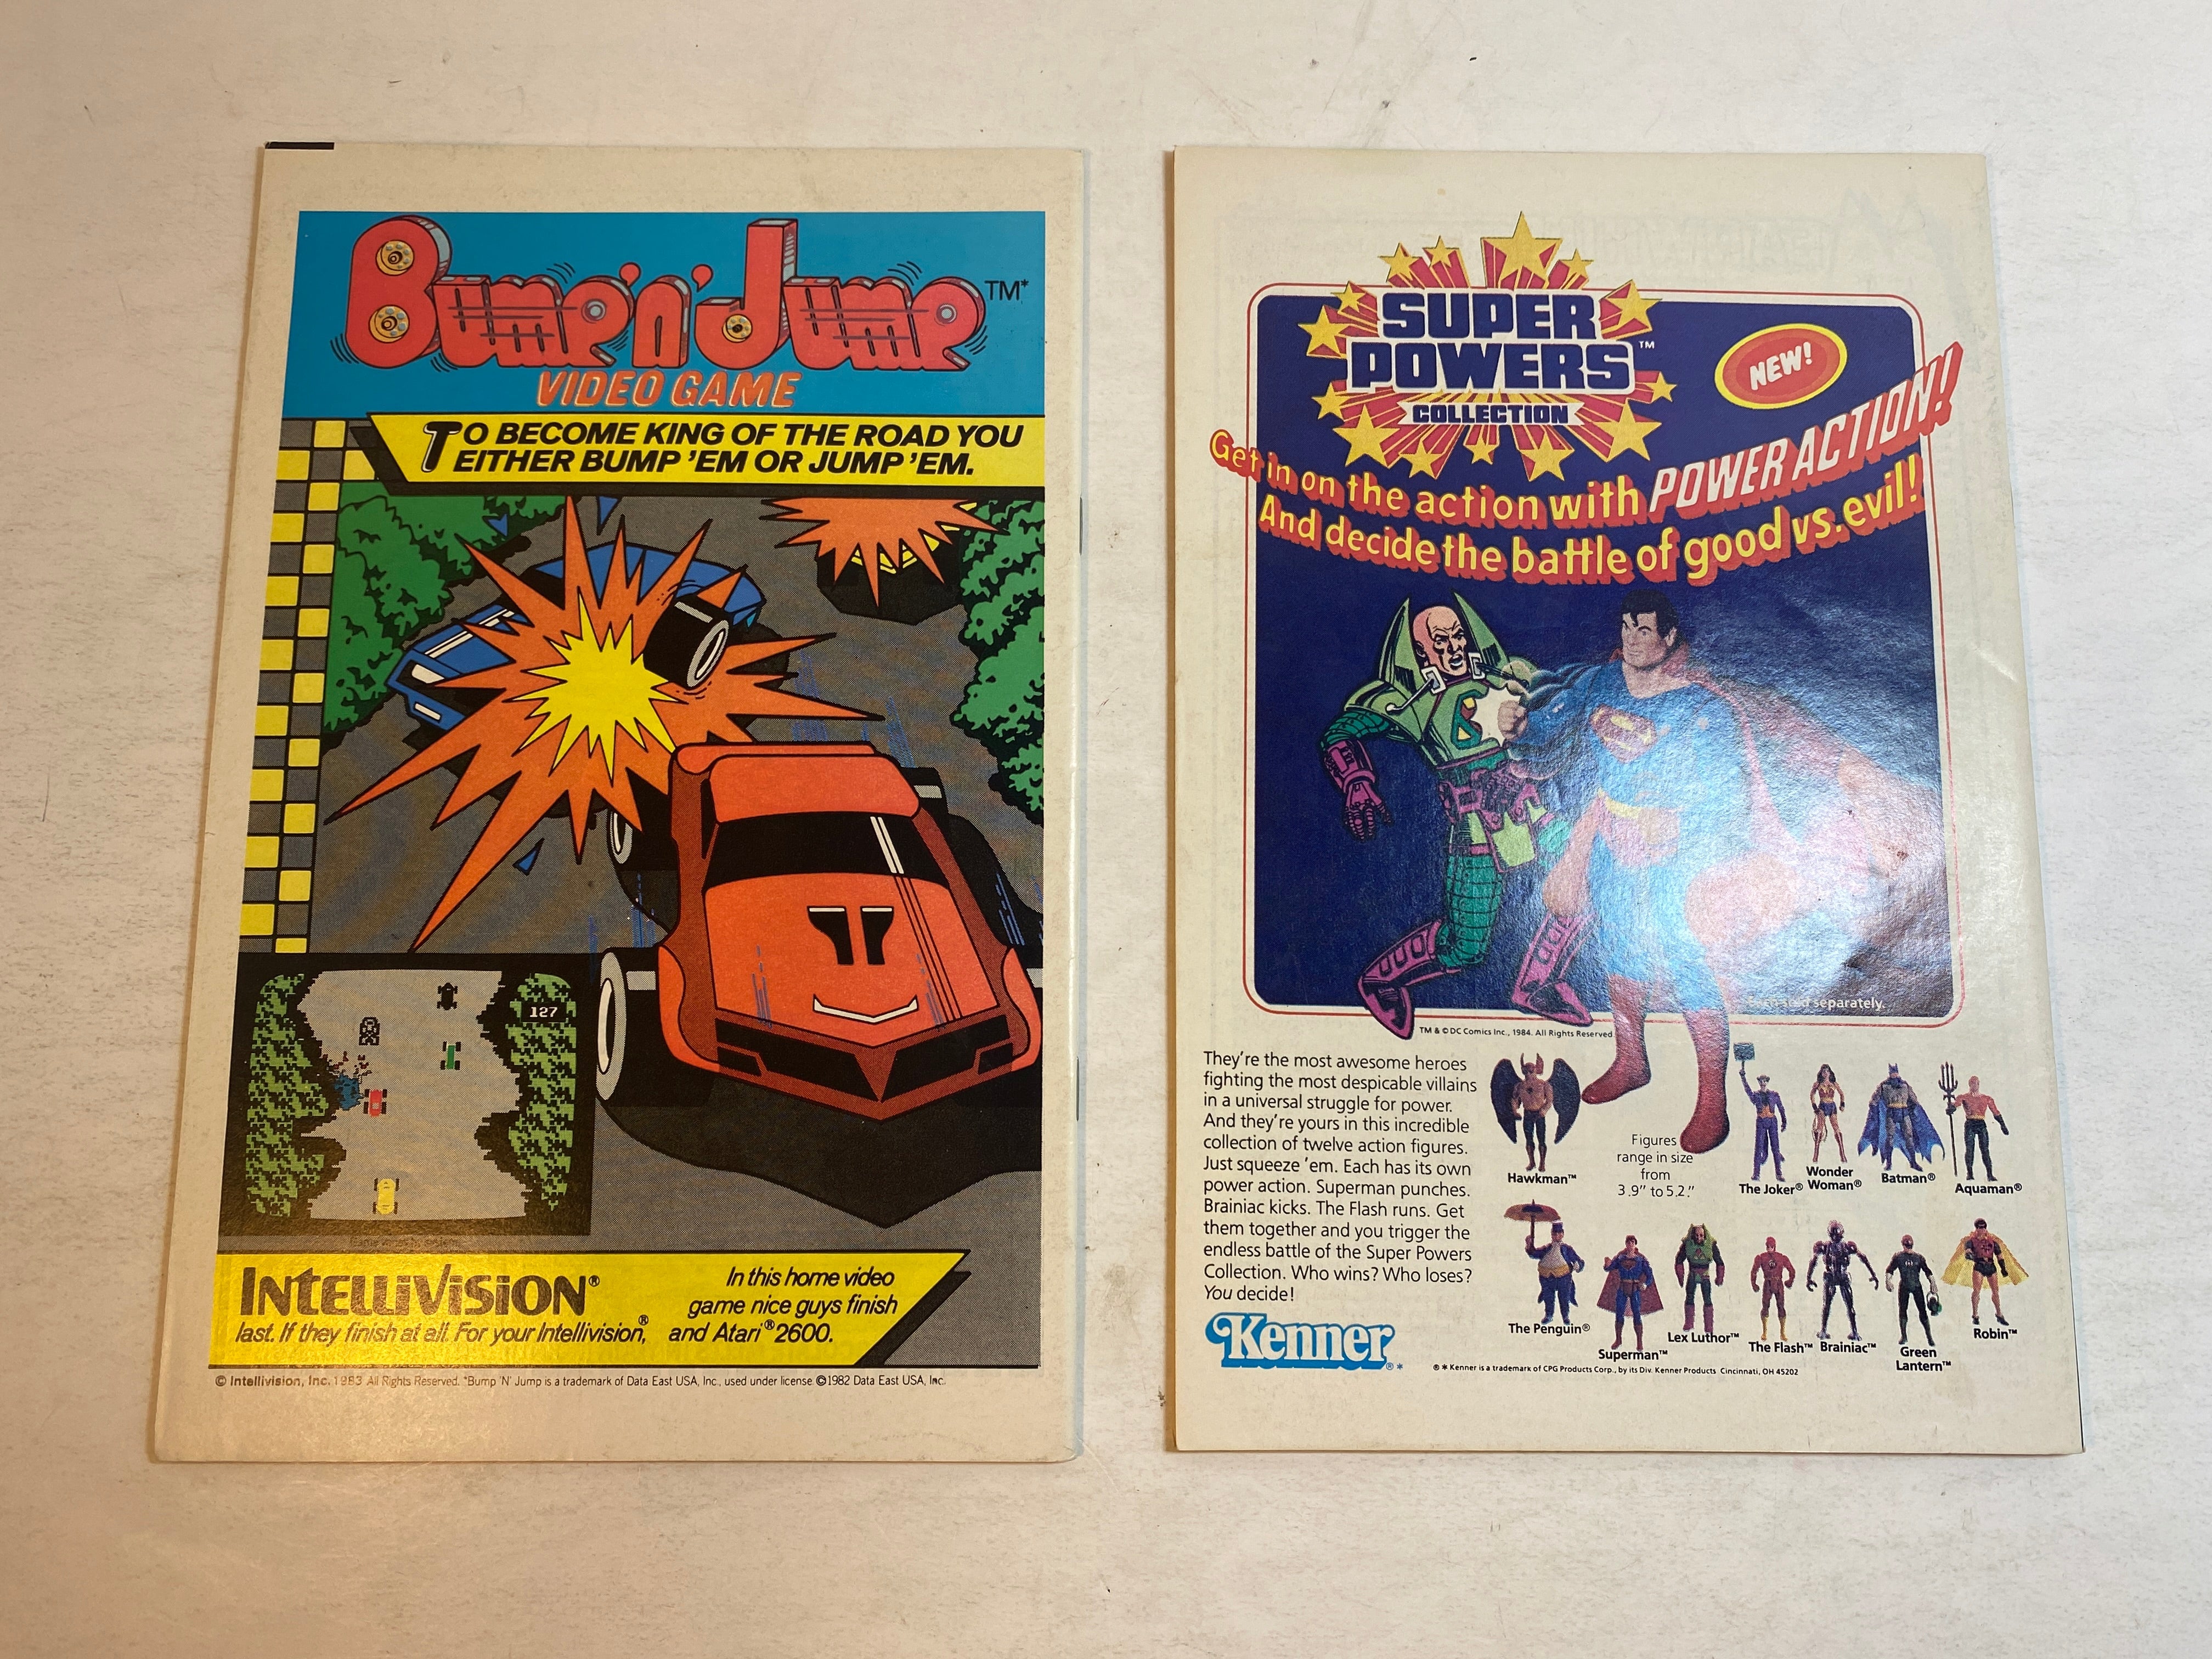 Bump'n'Jump™*
VIDEO GAME
TO BECOME KING OF THE ROAD YOU
EITHER BUMP 'EM OR JUMP 'EM.
127
INTELLIVISION®
In this home video
game nice guys finish
last. If they finish at all. For your Intellivision,® and Atari® 2600.
© Intellivision, Inc. 1983 All Rights Reserved. *Bump 'N' Jump is a trademark of Data East USA, Inc., used under license. ©1982 Data East USA, Inc.
SUPER
POWERS™
COLLECTION
NEW!
Get in on the action with POWER ACTION!
And decide the battle of good vs. evil!
separately.
TM & © DC Comics Inc., 1984. All Rights Reserved
They're the most awesome heroes
fighting the most despicable villains
in a universal struggle for power.
And they're yours in this incredible
collection of twelve action figures.
Just squeeze 'em. Each has its own
power action. Superman punches.
Brainiac kicks. The Flash runs. Get
them together and you trigger the
endless battle of the Super Powers
Collection. Who wins? Who loses?
You decide!
Hawkman™
Figures
range in size
from
3.9" to 5.2."
The Joker®
Wonder
Woman®
Batman®
Aquaman®
The Penguin®
Superman™
Lex Luthor™
The Flash™
Brainiac™
Green
Lantern™
Robin™
Kenner®*
® * Kenner is a trademark of CPG Products Corp., by its Div. Kenner Products Cincinnati, OH 45202